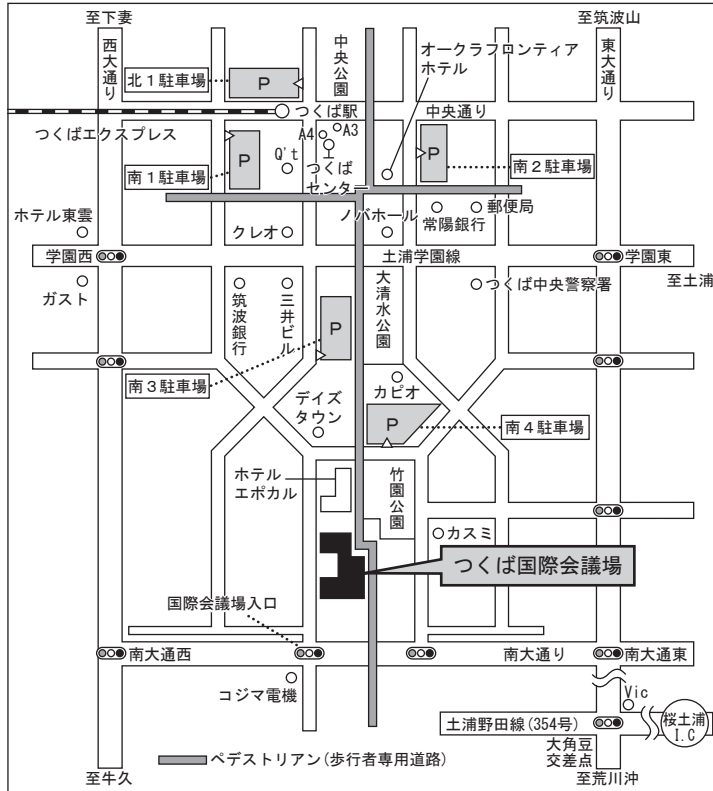 至下妻
至筑波山
西大通り
中央公園
オークラフロンティア
ホテル
東大通り
北1駐車場
P
つくば駅
中央通り
つくばエクスプレス
A4
A3
P
Q't
つくば
センター
P
南1駐車場
南2駐車場
ホテル東雲
クレオ
ノバホール
常陽銀行
郵便局
学園西
土浦学園線
学園東
至土浦
ガスト
筑波銀行
三井ビル
P
大清水公園
つくば中央警察署
南3駐車場
デイズ
タウン
カピオ
P
南4駐車場
ホテル
エポカル
竹園公園
カスミ
つくば国際会議場
国際会議場入口
南大通西
南大通り
南大通東
コジマ電機
Vic
土浦野田線(354号)
桜土浦
I.C
大角豆
交差点
ペデストリアン(歩行者専用道路)
至牛久
至荒川沖